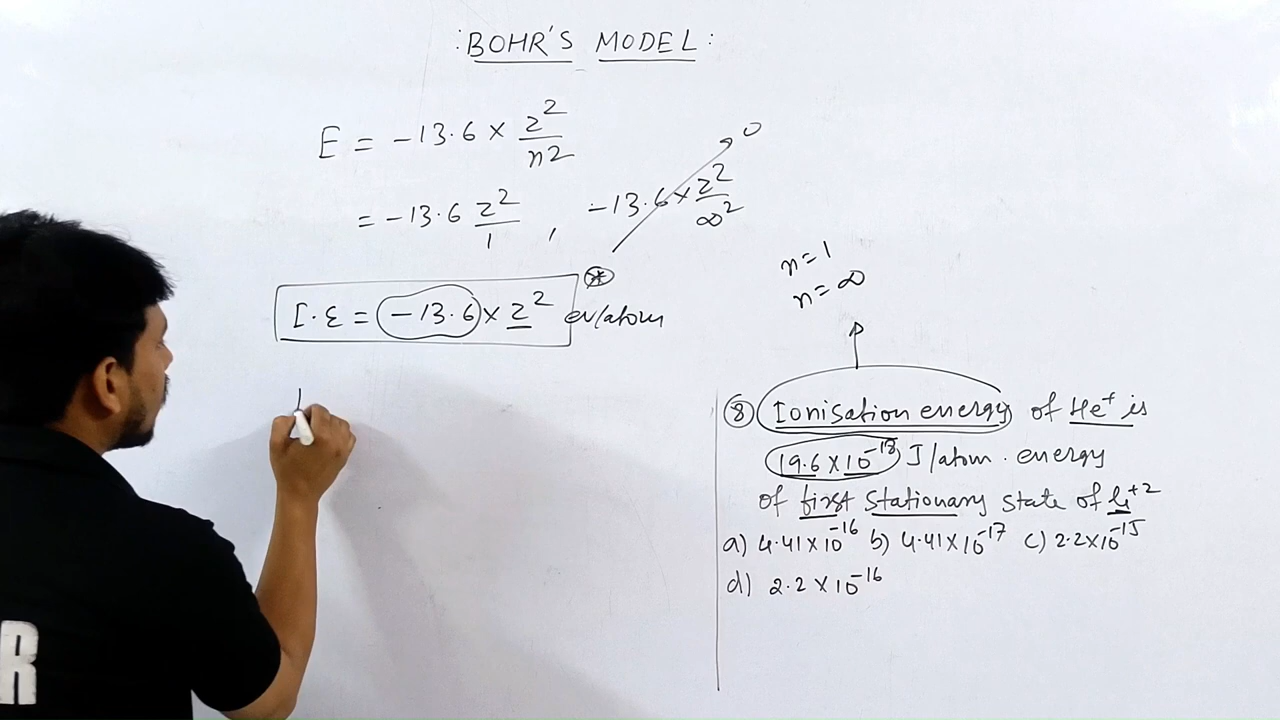 : BOHR'S MODEL :
E = -13.6 × z²/n2
= -13.6 z²/1 , -13.6 × z²/∞² → 0
I.E = -13.6 × z² ev/atom
n=1
n=∞
⑧ Ionisation energy of He⁺ is
19.6 × 10⁻¹⁸ J/atom. energy
of first stationary state of Li⁺²
a) 4.41×10⁻¹⁶ b) 4.41×10⁻¹⁷ c) 2.2×10⁻¹⁵
d) 2.2 × 10⁻¹⁶
R